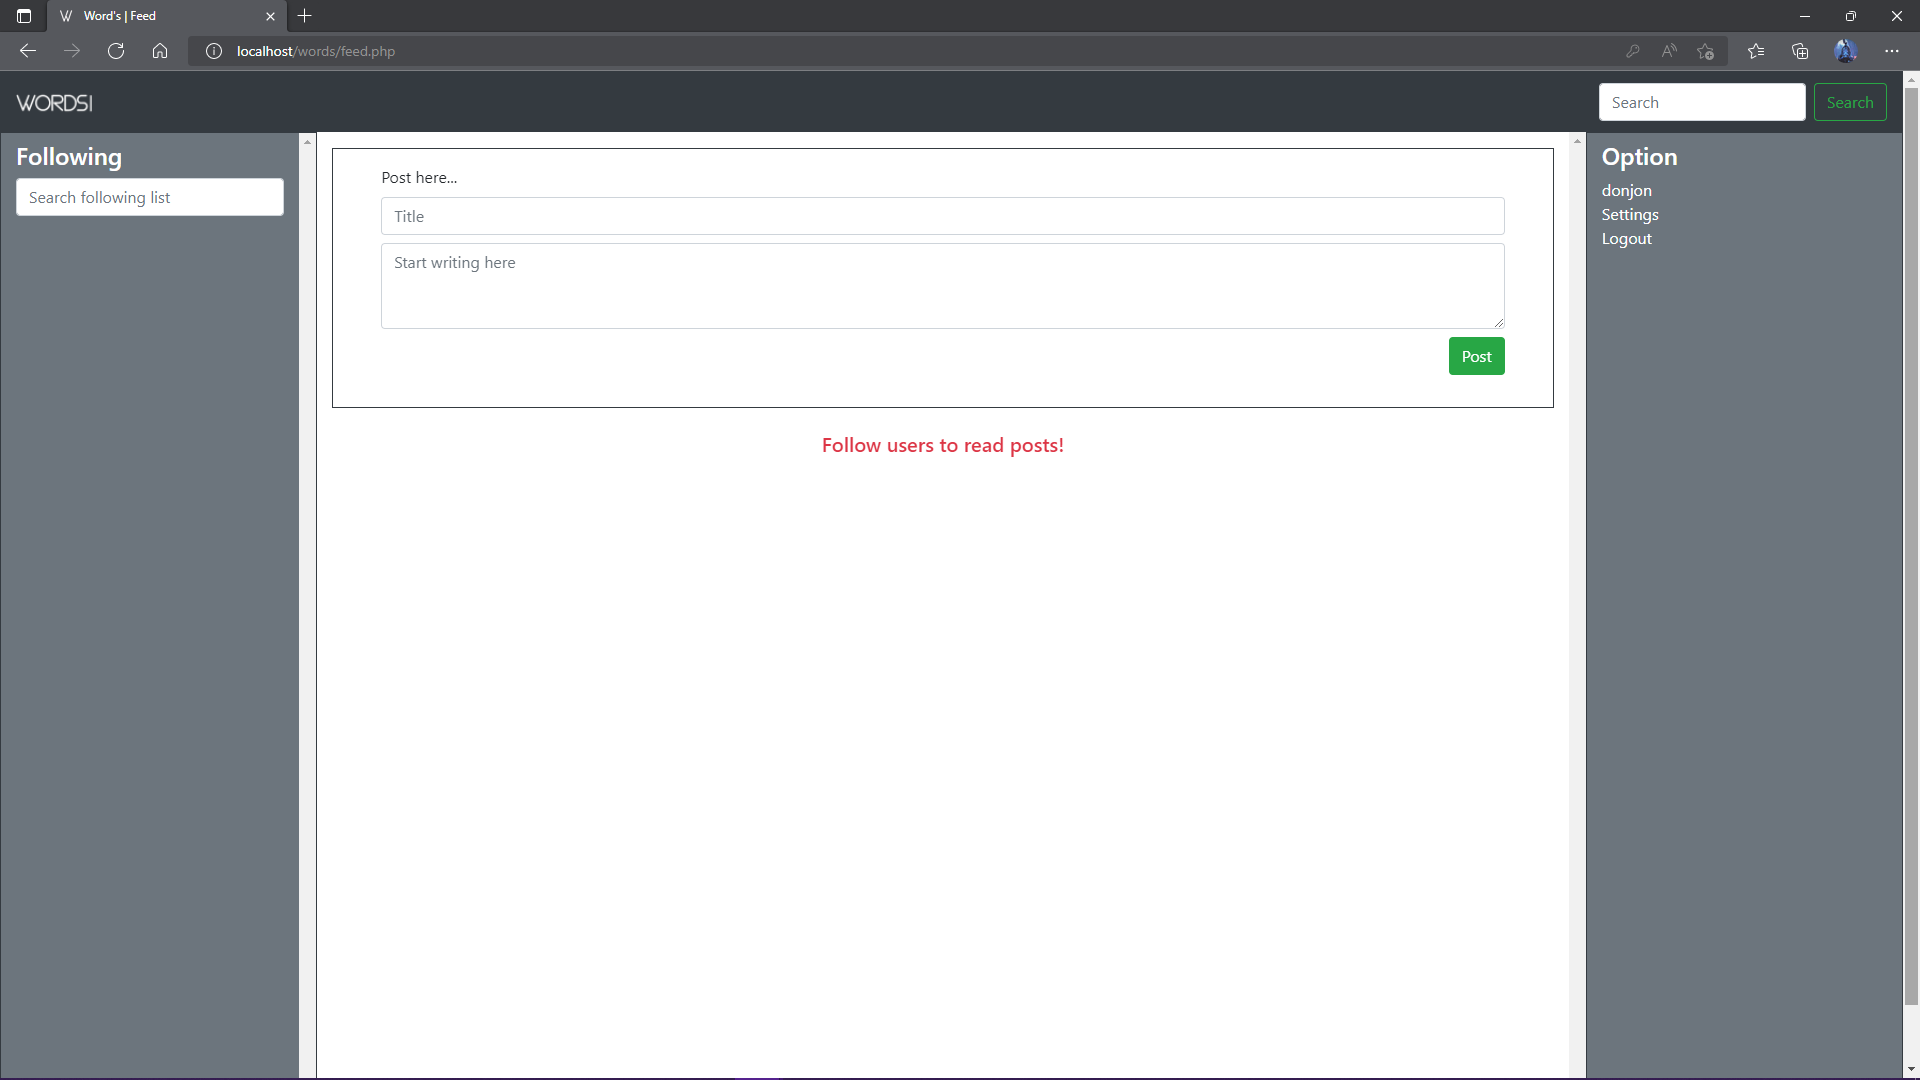 Word's | Feed
localhost/words/feed.php
WORDSI
Search
Search
Following
Search following list
Post here...
Title
Start writing here
Post
Follow users to read posts!
Option
donjon
Settings
Logout